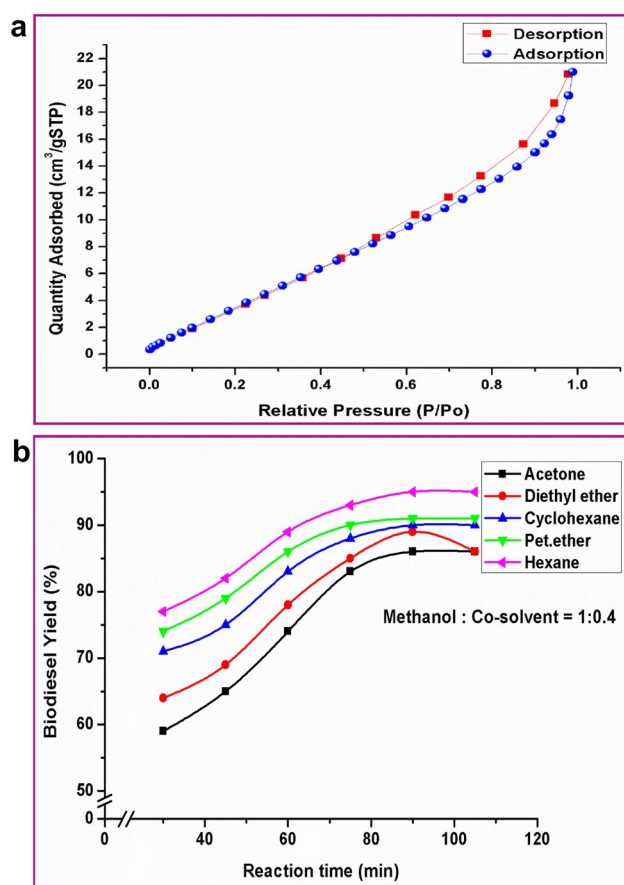 a
Desorption
Adsorption
22
20
18
16
14
12
10
8
6
4
2
0
Quantity Adsorbed (cm³/gSTP)
0.0 0.2 0.4 0.6 0.8 1.0
Relative Pressure (P/Po)
b
100
90
80
70
60
50
0
Biodiesel Yield (%)
Acetone
Diethyl ether
Cyclohexane
Pet.ether
Hexane
Methanol : Co-solvent = 1:0.4
0 40 60 80 100 120
Reaction time (min)